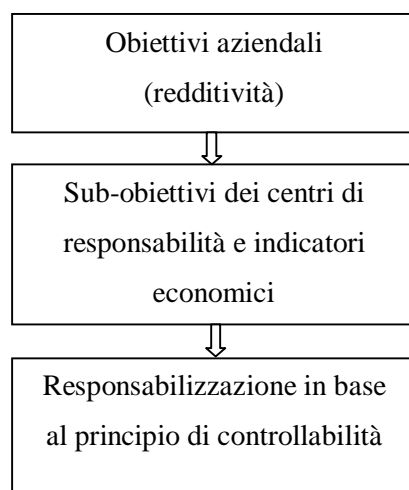 Obiettivi aziendali
(redditività)
Sub-obiettivi dei centri di
responsabilità e indicatori
economici
Responsabilizzazione in base
al principio di controllabilità